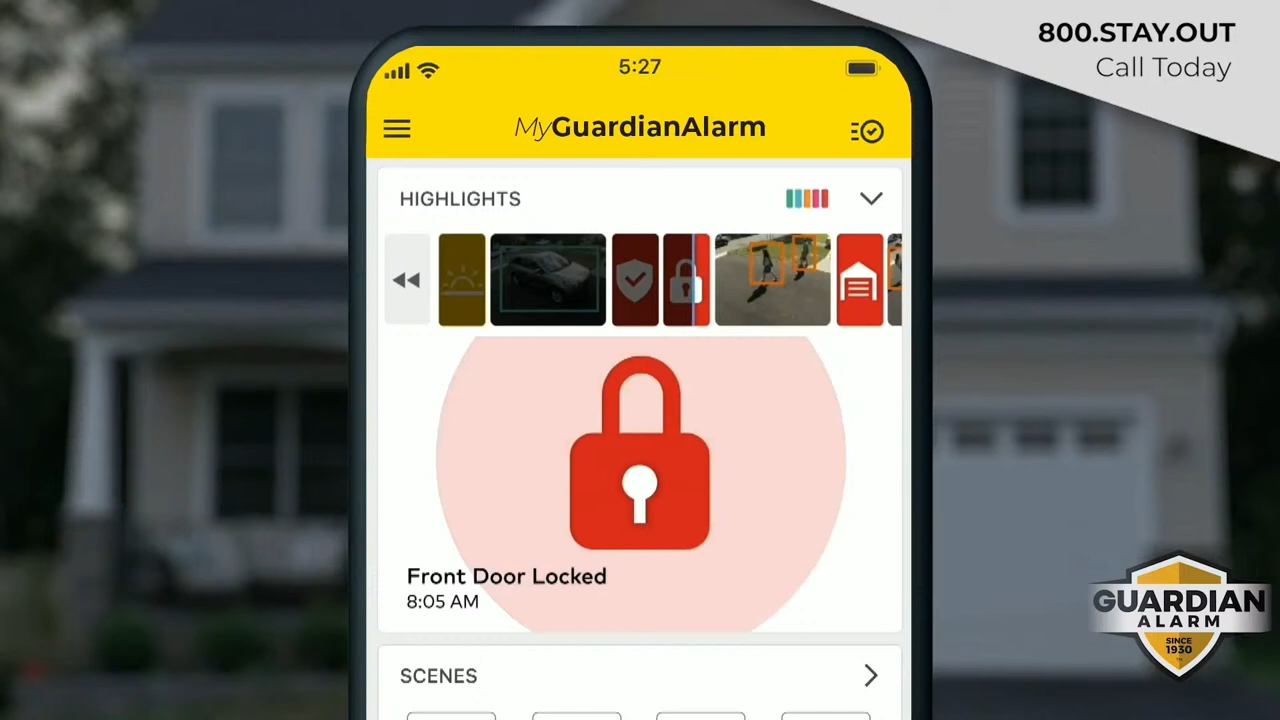 800.STAY.OUT
Call Today
5:27
MyGuardianAlarm
HIGHLIGHTS
Front Door Locked
8:05 AM
SCENES
GUARDIAN
ALARM
SINCE
1930